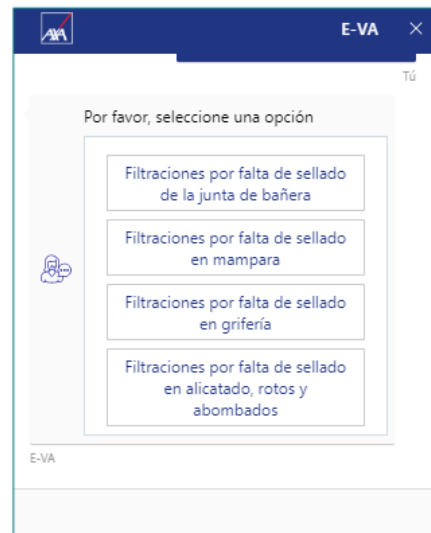 AXA
E-VA
Tú
Por favor, seleccione una opción
Filtraciones por falta de sellado
de la junta de bañera
Filtraciones por falta de sellado
en mampara
Filtraciones por falta de sellado
en grifería
Filtraciones por falta de sellado
en alicatado, rotos y
abombados
E-VA